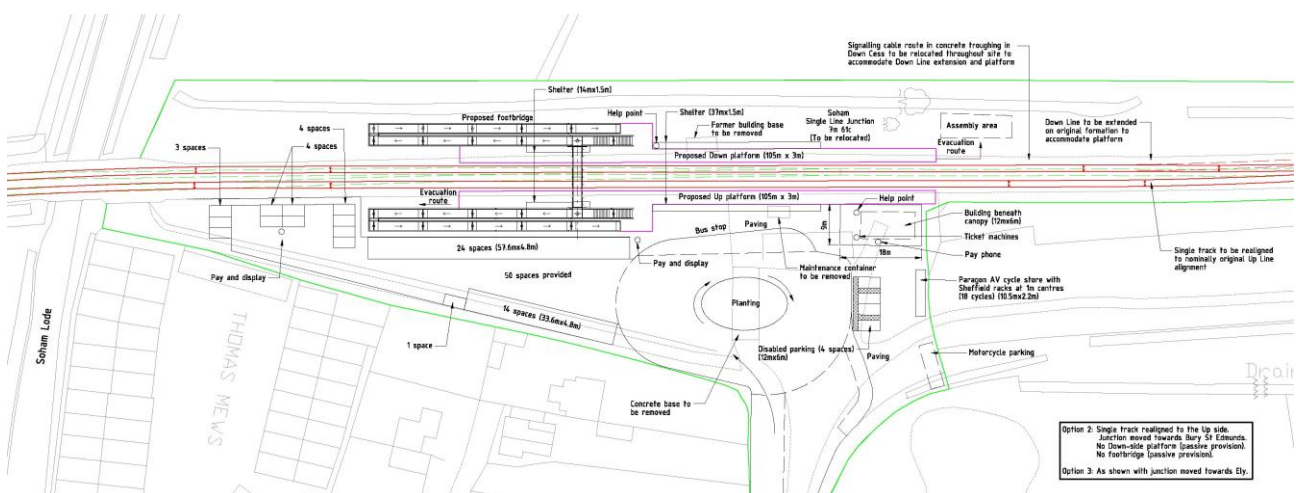 Signalling cable route in concrete troughing in
Down Cess to be relocated throughout site to
accommodate Down Line extension and platform
Shelter (14mx1.5m)
Proposed footbridge
Help point
Shelter (37mx1.5m)
Former building base
to be removed
Soham
Single Line Junction
7m 61c
(To be relocated)
Assembly area
Down Line to be extended
on original formation to
accommodate platform
4 spaces
3 spaces
4 spaces
Evacuation
route
Proposed Down platform (105m x 3m)
Evacuation
route
Proposed Up platform (105m x 3m)
Help point
Building beneath
canopy (12mx6m)
Ticket machines
Pay phone
9m
18m
Bus stop
Paving
24 spaces (57.6mx4.8m)
Pay and display
Pay and display
50 spaces provided
Maintenance container
to be removed
Single track to be realigned
to nominally original Up Line
alignment
Paragon AV cycle store with
Sheffield racks at 1m centres
(18 cycles) (10.5mx2.2m)
Planting
14 spaces (33.6mx4.8m)
1 space
Soham Lode
THOMAS MEWS
Disabled parking (4 spaces)
(12mx6m)
Paving
Motorcycle parking
Drain
Concrete base to
be removed
Option 2: Single track realigned to the Up side.
Junction moved towards Bury St Edmunds.
No Down-side platform (passive provision).
No footbridge (passive provision).
Option 3: As shown with junction moved towards Ely.